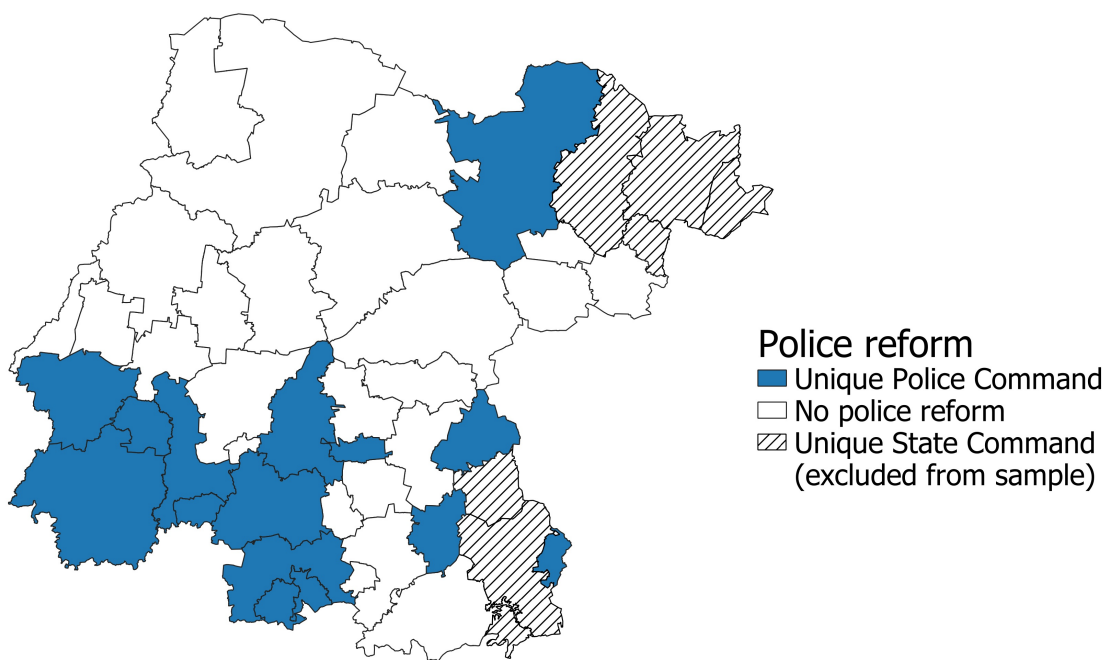 Police reform
Unique Police Command
No police reform
Unique State Command
(excluded from sample)